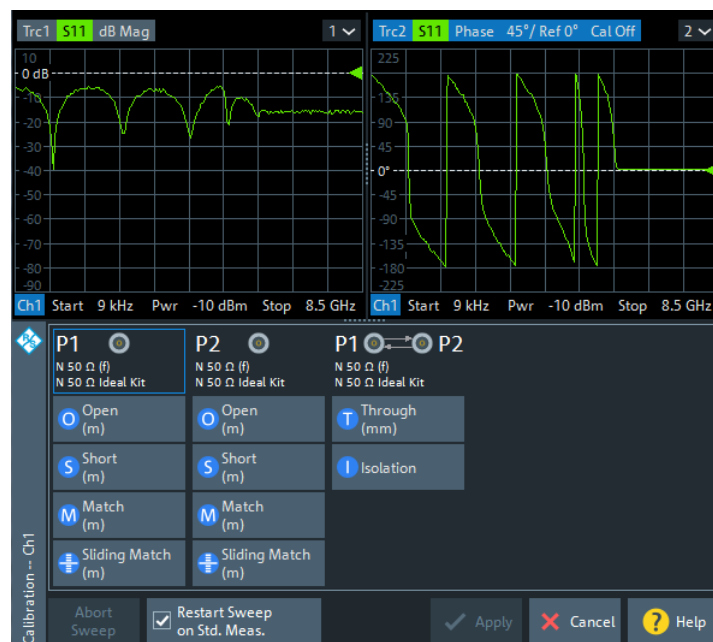 Trc1 S11 dB Mag 1
10
0 dB
-10
-20
-30
-40
-50
-60
-70
-80
-90
Ch1 Start 9 kHz Pwr -10 dBm Stop 8.5 GHz
Trc2 S11 Phase 45°/ Ref 0° Cal Off 2
225
135
90
45
0°
-45
-90
-135
-180
-225
Ch1 Start 9 kHz Pwr -10 dBm Stop 8.5 GHz
Calibration -- Ch1
P1
N 50 Ω (f)
N 50 Ω Ideal Kit
O Open
(m)
S Short
(m)
M Match
(m)
Sliding Match
(m)
P2
N 50 Ω (f)
N 50 Ω Ideal Kit
O Open
(m)
S Short
(m)
M Match
(m)
Sliding Match
(m)
P1 P2
N 50 Ω (f)
N 50 Ω Ideal Kit
T Through
(mm)
I Isolation
Abort
Sweep
Restart Sweep
on Std. Meas.
Apply
Cancel
? Help